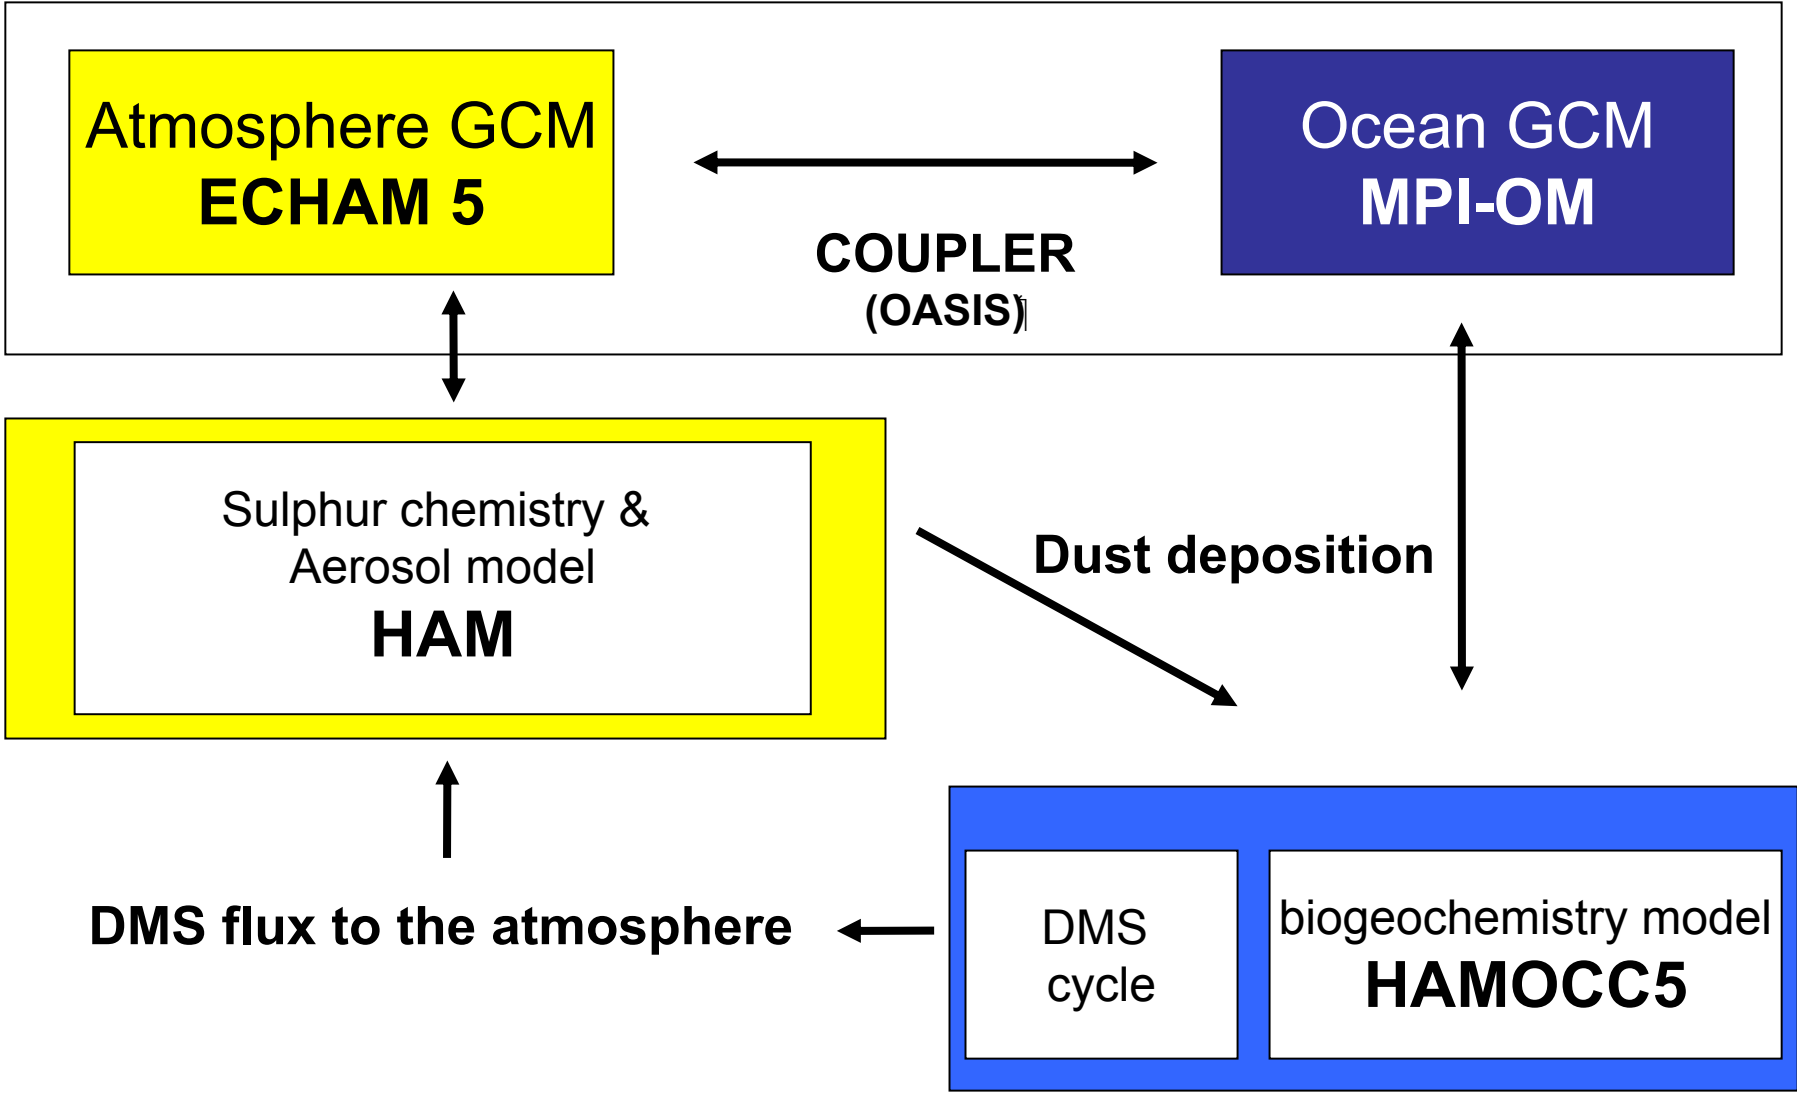 Atmosphere GCM
ECHAM 5
Ocean GCM
MPI-OM
COUPLER
(OASIS)
Sulphur chemistry &
Aerosol model
HAM
Dust deposition
DMS flux to the atmosphere
DMS
cycle
biogeochemistry model
HAMOCC5